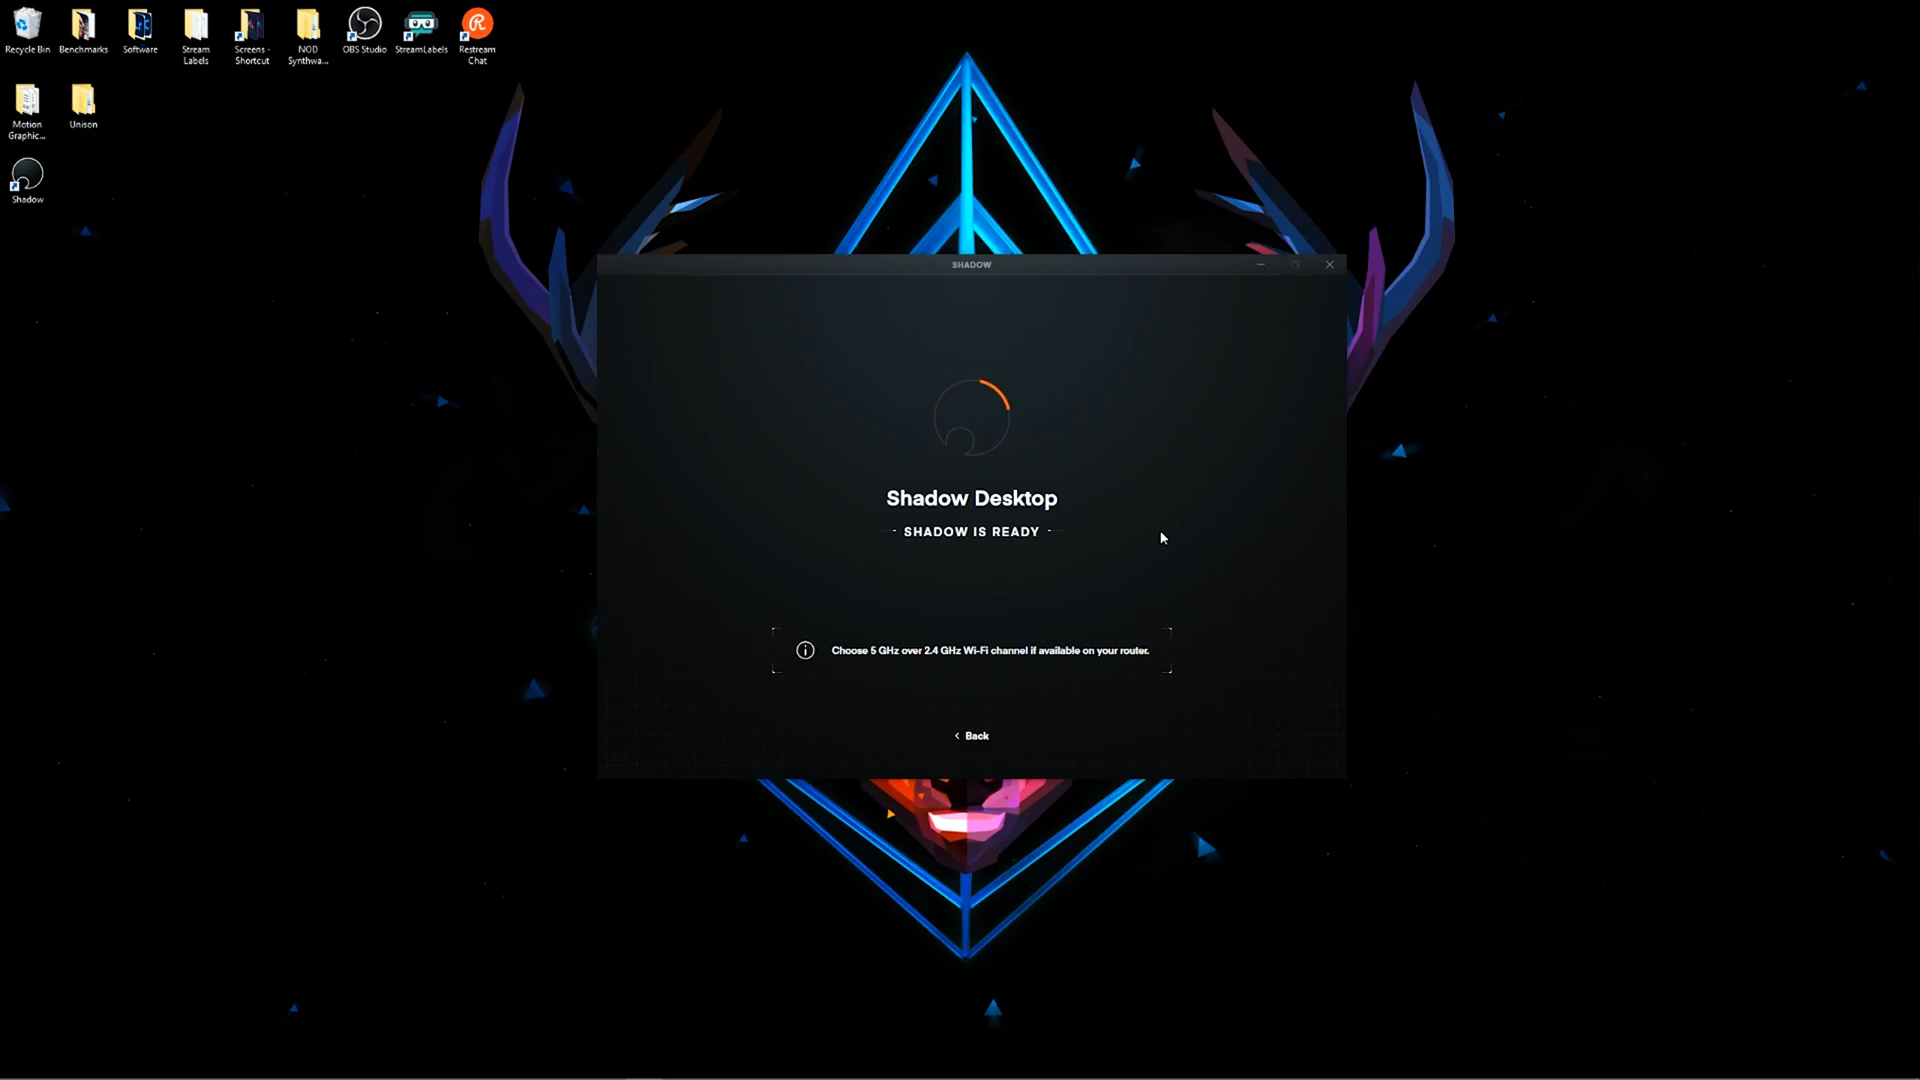 Recycle Bin
Benchmarks
Software
Stream
Labels
Screens -
Shortcut
NOD
Synthwa...
OBS Studio
StreamLabels
Restream
Chat
Motion
Graphic...
Unison
Shadow
SHADOW
Shadow Desktop
SHADOW IS READY
Choose 5 GHz over 2.4 GHz Wi-Fi channel if available on your router.
Back